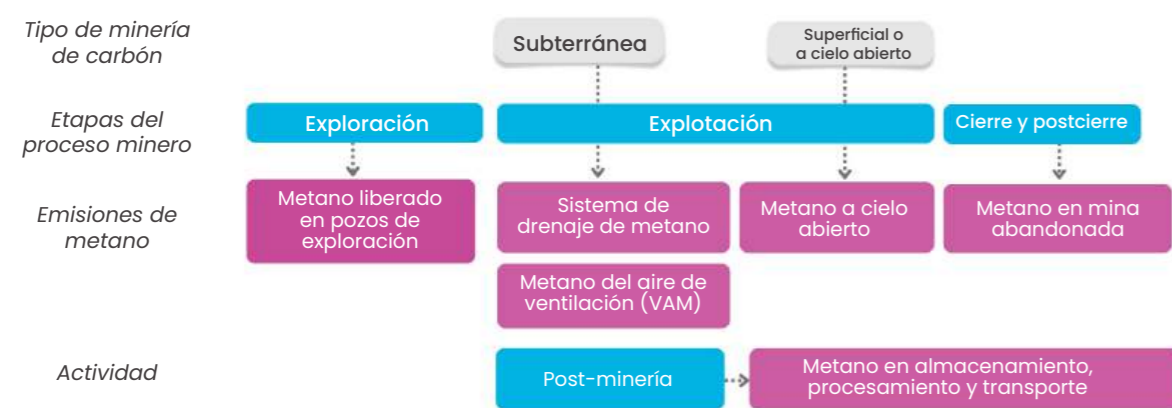 Tipo de minería
de carbón
Subterránea
Superficial o
a cielo abierto
Etapas del
proceso minero
Exploración
Explotación
Cierre y postcierre
Emisiones de
metano
Metano liberado
en pozos de
exploración
Sistema de
drenaje de metano
Metano a cielo
abierto
Metano en mina
abandonada
Metano del aire de
ventilación (VAM)
Actividad
Post-minería
Metano en almacenamiento,
procesamiento y transporte